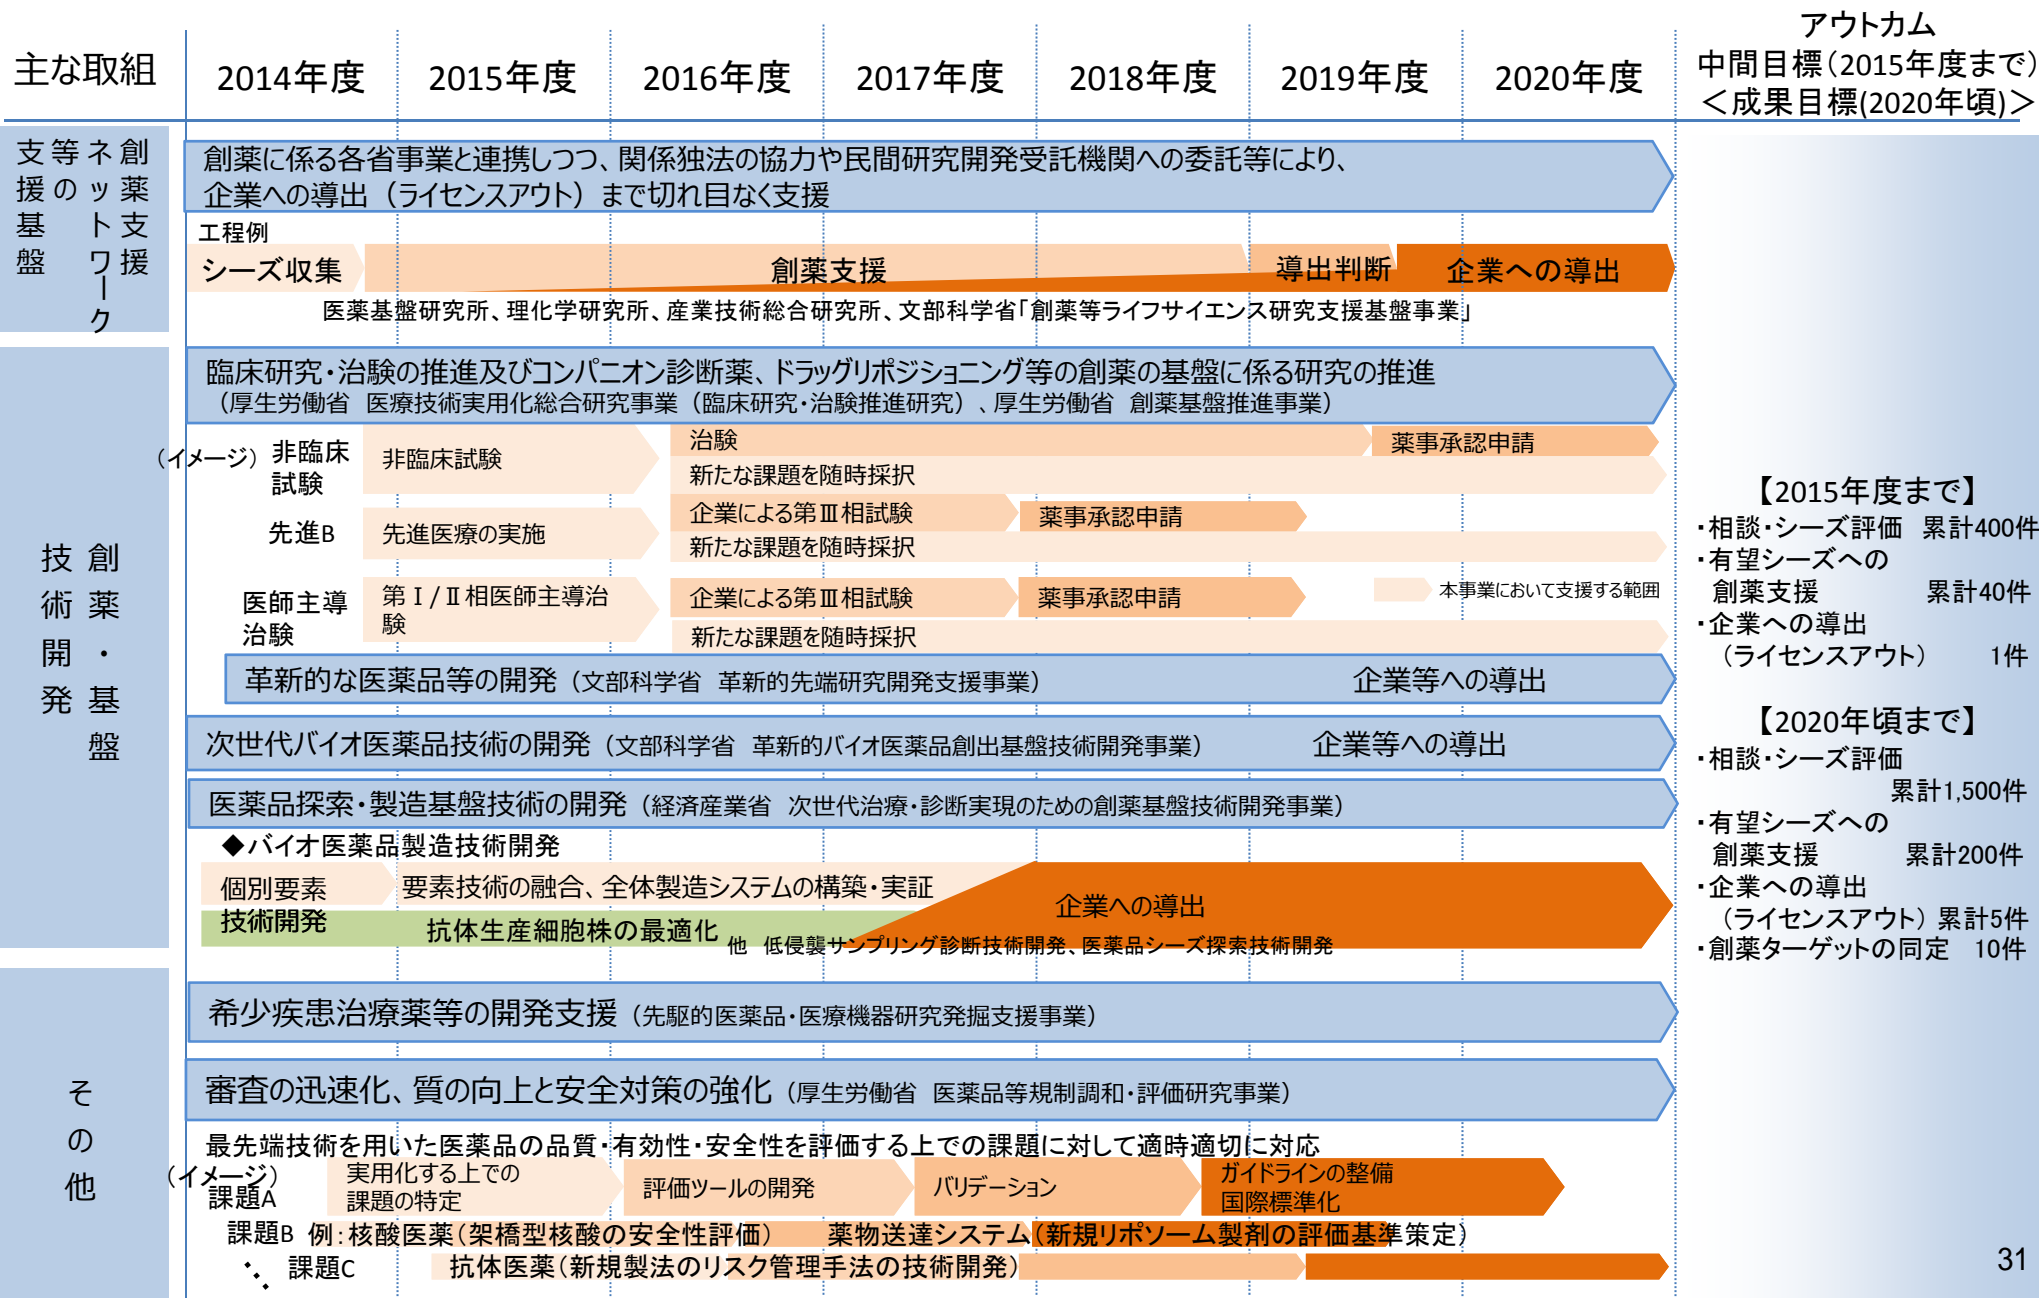 主な取組
2014年度
2015年度
2016年度
2017年度
2018年度
2019年度
2020年度
アウトカム
中間目標（2015年度まで）
＜成果目標(2020年頃)＞
創薬支援
ネットワーク
等の
支援基盤
創薬に係る各省事業と連携しつつ、関係独法の協力や民間研究開発受託機関への委託等により、
企業への導出（ライセンスアウト）まで切れ目なく支援
工程例
シーズ収集
創薬支援
導出判断
企業への導出
医薬基盤研究所、理化学研究所、産業技術総合研究所、文部科学省「創薬等ライフサイエンス研究支援基盤事業」
創薬・基盤
技術開発
臨床研究・治験の推進及びコンパニオン診断薬、ドラッグリポジショニング等の創薬の基盤に係る研究の推進
（厚生労働省 医療技術実用化総合研究事業（臨床研究・治験推進研究）、厚生労働省 創薬基盤推進事業）
（イメージ）
非臨床
試験
非臨床試験
治験
薬事承認申請
新たな課題を随時採択
先進B
先進医療の実施
企業による第Ⅲ相試験
薬事承認申請
新たな課題を随時採択
医師主導
治験
第Ⅰ/Ⅱ相医師主導治
験
企業による第Ⅲ相試験
薬事承認申請
本事業において支援する範囲
新たな課題を随時採択
革新的な医薬品等の開発（文部科学省 革新的先端研究開発支援事業）
企業等への導出
次世代バイオ医薬品技術の開発（文部科学省 革新的バイオ医薬品創出基盤技術開発事業）
企業等への導出
医薬品探索・製造基盤技術の開発（経済産業省 次世代治療・診断実現のための創薬基盤技術開発事業）
◆バイオ医薬品製造技術開発
個別要素
技術開発
要素技術の融合、全体製造システムの構築・実証
抗体生産細胞株の最適化
企業への導出
他 低侵襲サンプリング診断技術開発、医薬品シーズ探索技術開発
その他
希少疾患治療薬等の開発支援（先駆的医薬品・医療機器研究発掘支援事業）
審査の迅速化、質の向上と安全対策の強化（厚生労働省 医薬品等規制調和・評価研究事業）
最先端技術を用いた医薬品の品質・有効性・安全性を評価する上での課題に対して適時適切に対応
（イメージ）
課題A
実用化する上での
課題の特定
評価ツールの開発
バリデーション
ガイドラインの整備
国際標準化
課題B
例：核酸医薬（架橋型核酸の安全性評価）
薬物送達システム（新規リポソーム製剤の評価基準策定）
課題C
抗体医薬（新規製法のリスク管理手法の技術開発）
【2015年度まで】
・相談・シーズ評価 累計400件
・有望シーズへの
創薬支援 累計40件
・企業への導出
（ライセンスアウト） 1件
【2020年頃まで】
・相談・シーズ評価
累計1,500件
・有望シーズへの
創薬支援 累計200件
・企業への導出
（ライセンスアウト） 累計5件
・創薬ターゲットの同定 10件
31